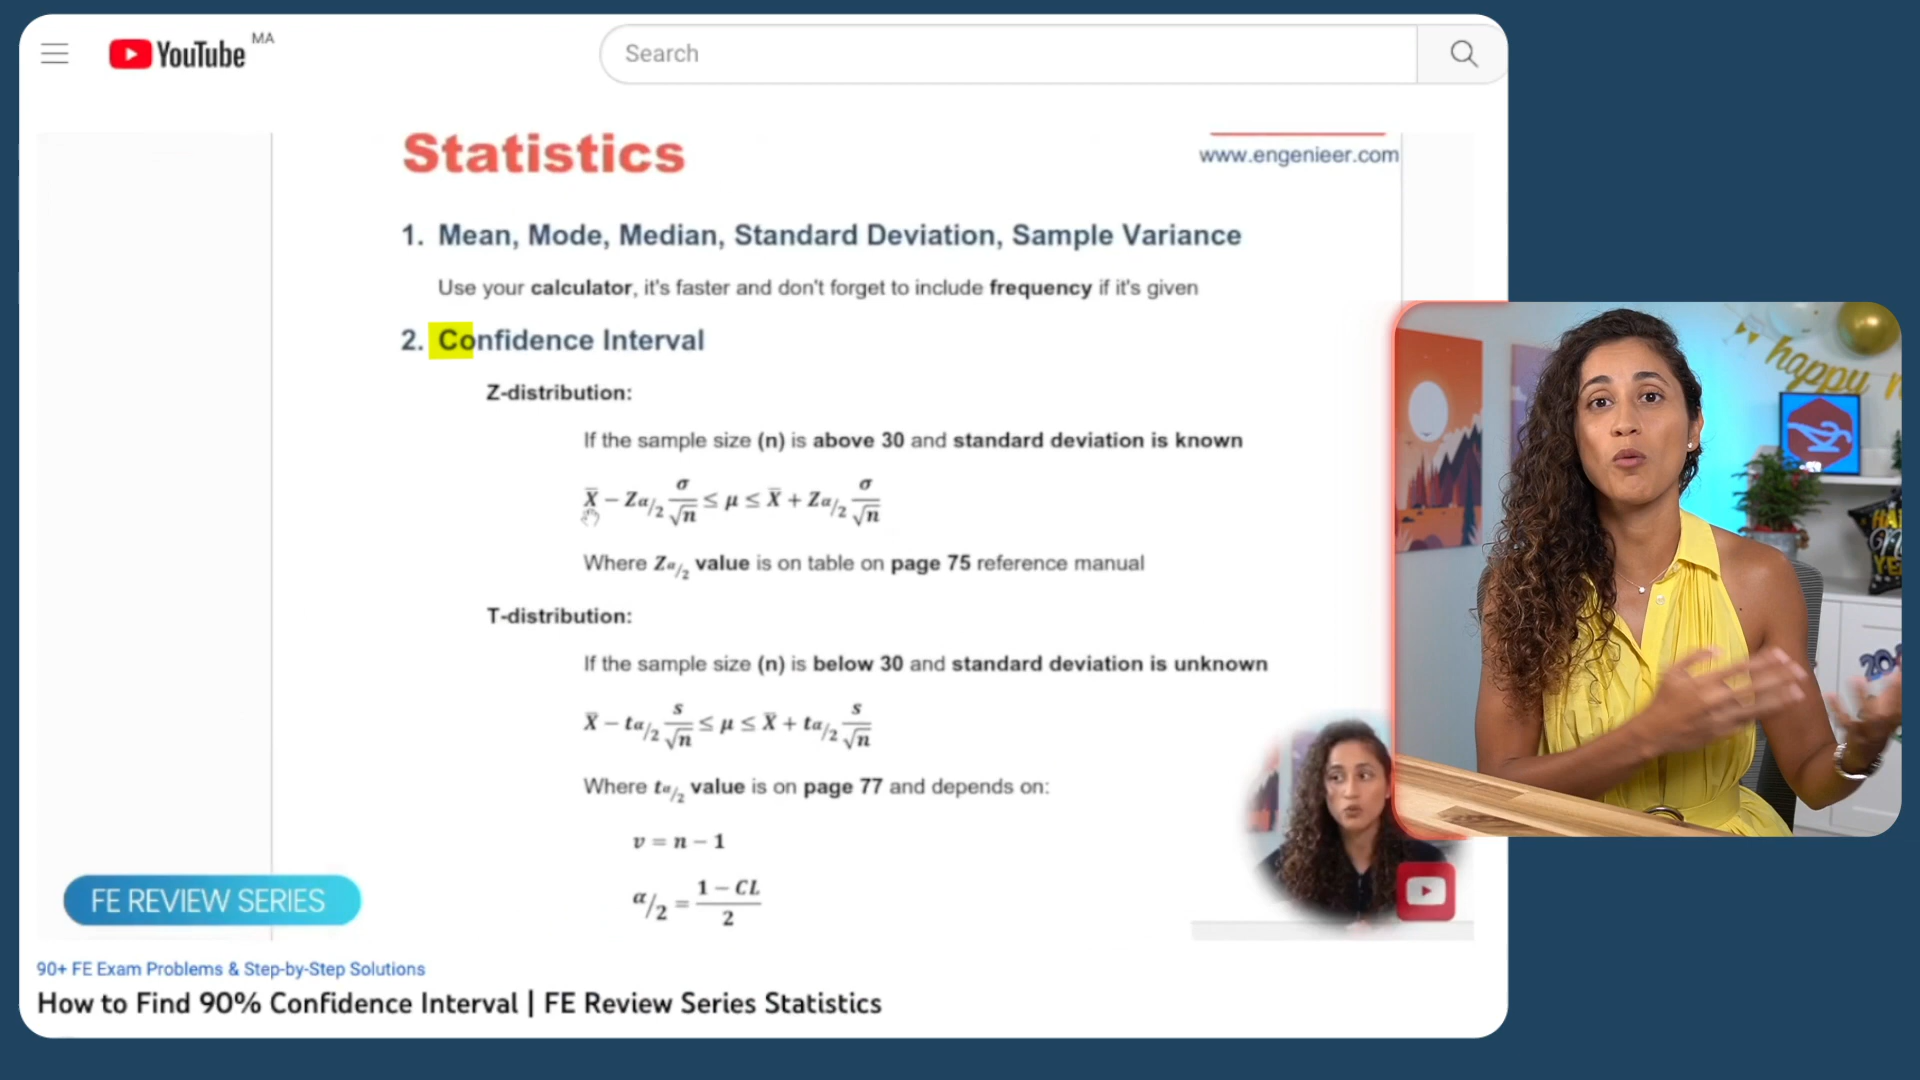 YouTube MA
Search
Statistics
www.engenieer.com
1. Mean, Mode, Median, Standard Deviation, Sample Variance
Use your calculator, it's faster and don't forget to include frequency if it's given
2. Confidence Interval
Z-distribution:
If the sample size (n) is above 30 and standard deviation is known
X̅ − Zα/2 σ/√n ≤ μ ≤ X̅ + Zα/2 σ/√n
Where Zα/2 value is on table on page 75 reference manual
T-distribution:
If the sample size (n) is below 30 and standard deviation is unknown
X̅ − tα/2 s/√n ≤ μ ≤ X̅ + tα/2 s/√n
Where tα/2 value is on page 77 and depends on:
v = n − 1
α/2 = (1 − CL)/2
FE REVIEW SERIES
90+ FE Exam Problems & Step-by-Step Solutions
How to Find 90% Confidence Interval | FE Review Series Statistics
happy